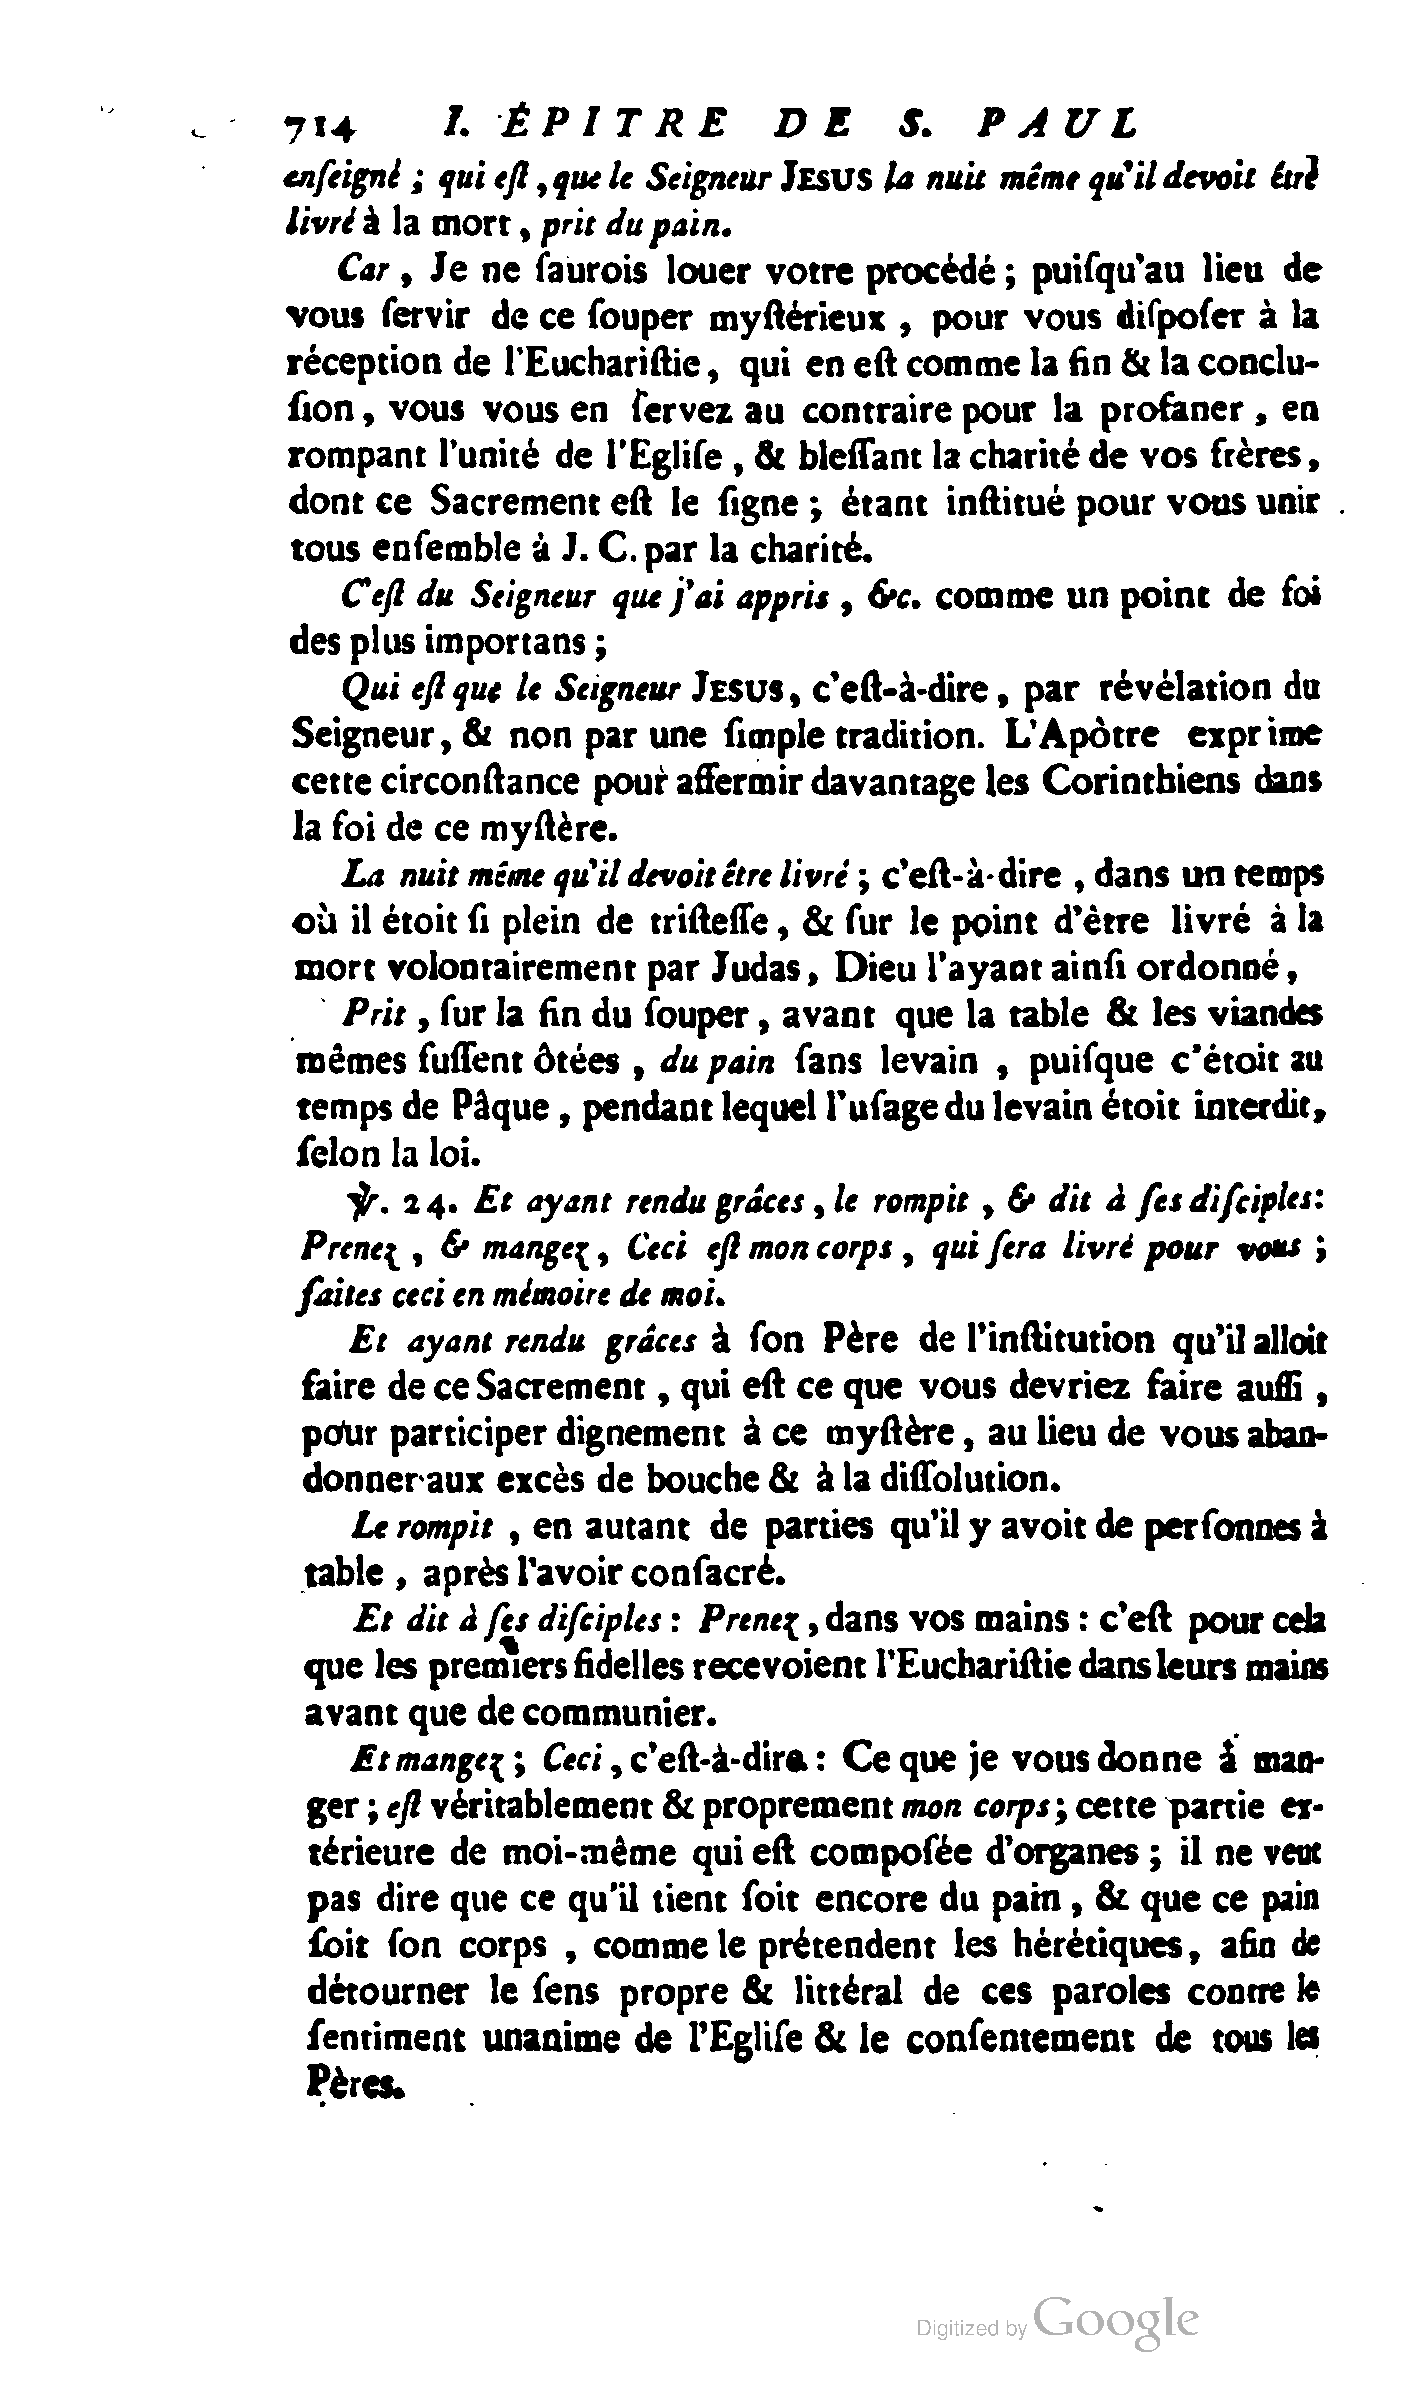 714 I. ÉPITRE DE S. PAUL
enſeigné ; qui eſt, que le Seigneur JESUS la nuit même qu'il devoit être
livré à la mort, prit du pain.
Car, Je ne ſaurois louer votre procédé; puiſqu'au lieu de
vous ſervir de ce ſouper myſtérieux, pour vous diſpoſer à la
réception de l'Euchariſtie, qui en eſt comme la fin & la conclu-
ſion, vous vous en ſervez au contraire pour la profaner, en
rompant l'unité de l'Egliſe, & bleſſant la charité de vos frères,
dont ce Sacrement eſt le ſigne ; étant inſtitué pour vous unir
tous enſemble à J. C. par la charité.
C'eſt du Seigneur que j'ai appris, &c. comme un point de foi
des plus importans ;
Qui eſt que le Seigneur JESUS, c'eſt-à-dire, par révélation du
Seigneur, & non par une ſimple tradition. L'Apòtre exprime
cette circonſtance pour affermir davantage les Corinthiens dans
la foi de ce myſtère.
La nuit même qu'il devoit être livré ; c'eſt-à-dire, dans un temps
où il étoit ſi plein de triſteſſe, & ſur le point d'être livré à la
mort volontairement par Judas, Dieu l'ayant ainſi ordonné,
Prit, ſur la fin du ſouper, avant que la table & les viandes
mêmes fuſſent ôtées, du pain ſans levain, puiſque c'étoit au
temps de Pâque, pendant lequel l'uſage du levain étoit interdit,
ſelon la loi.
℣. 24. Et ayant rendu grâces, le rompit, & dit à ſes diſciples:
Prenez, & mangez, Ceci eſt mon corps, qui ſera livré pour vous ;
faites ceci en mémoire de moi.
Et ayant rendu grâces à ſon Père de l'inſtitution qu'il alloit
faire de ce Sacrement, qui eſt ce que vous devriez faire auſſi,
pour participer dignement à ce myſtère, au lieu de vous aban-
donner aux excès de bouche & à la diſſolution.
Le rompit, en autant de parties qu'il y avoit de perſonnes à
table, après l'avoir conſacré.
Et dit à ſes diſciples : Prenez, dans vos mains : c'eſt pour cela
que les premiers fidelles recevoient l'Euchariſtie dans leurs mains
avant que de communier.
Et mangez ; Ceci, c'eſt-à-dire : Ce que je vous donne à man-
ger ; eſt véritablement & proprement mon corps ; cette partie ex-
térieure de moi-même qui eſt compoſée d'organes ; il ne veut
pas dire que ce qu'il tient ſoit encore du pain, & que ce pain
ſoit ſon corps, comme le prétendent les hérétiques, afin de
détourner le ſens propre & littéral de ces paroles contre le
ſentiment unanime de l'Egliſe & le conſentement de tous les
Pères.
Digitized by Google